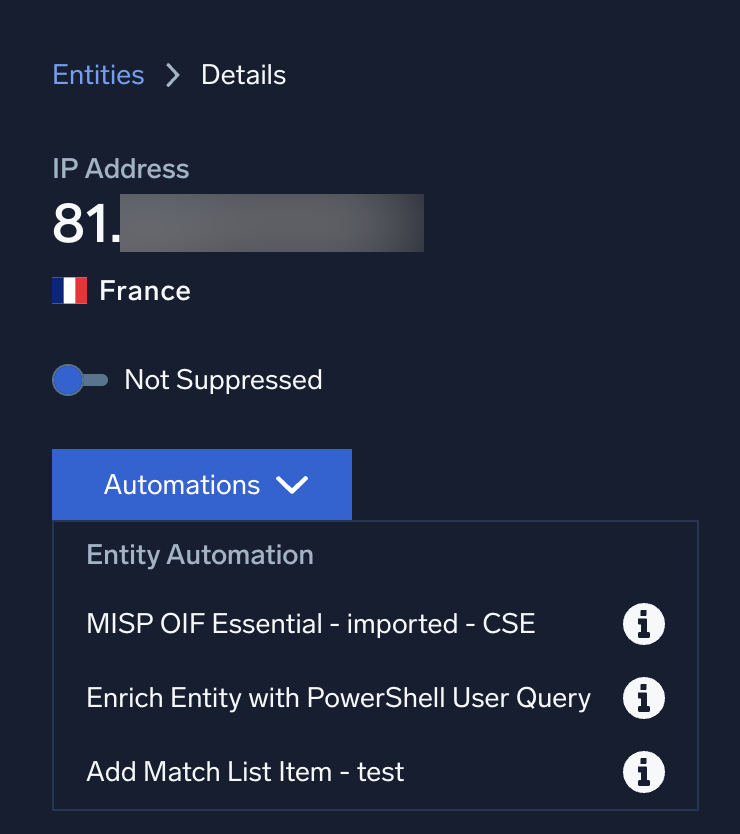 Entities > Details
IP Address
81.
France
Not Suppressed
Automations
Entity Automation
MISP OIF Essential - imported - CSE
Enrich Entity with PowerShell User Query
Add Match List Item - test